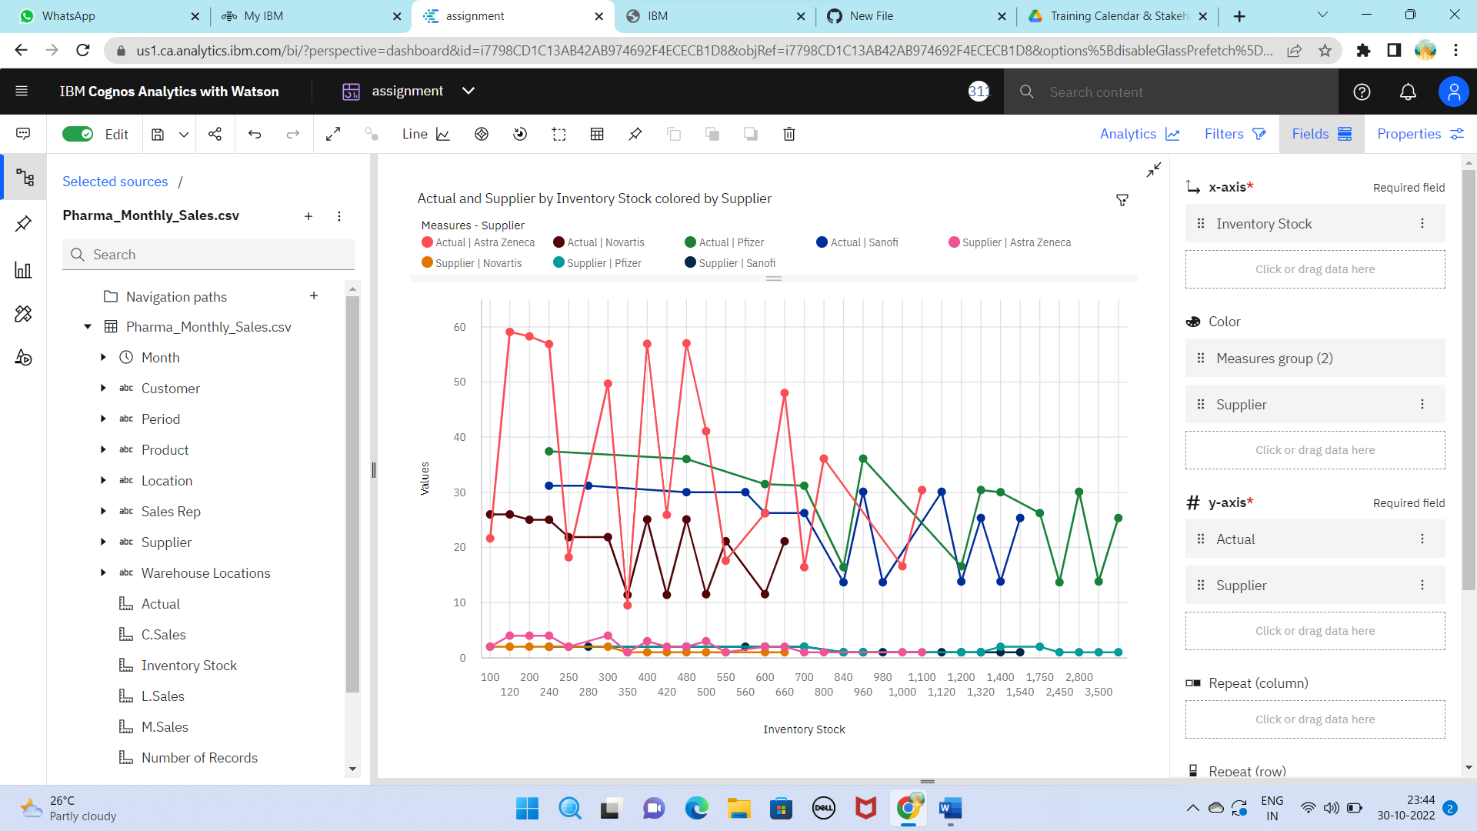 WhatsApp
My IBM
assignment
IBM
New File
Training Calendar & Stakeh
us1.ca.analytics.ibm.com/bi/?perspective=dashboard&id=i7798CD1C13AB42AB974692F4ECECB1D8&objRef=i7798CD1C13AB42AB974692F4ECECB1D8&options%5BdisableGlassPrefetch%5D...
IBM Cognos Analytics with Watson
assignment
311
Search content
Edit
Line
Analytics
Filters
Fields
Properties
Selected sources /
Pharma_Monthly_Sales.csv
Search
Navigation paths
Pharma_Monthly_Sales.csv
Month
abc Customer
abc Period
abc Product
abc Location
abc Sales Rep
abc Supplier
abc Warehouse Locations
Actual
C.Sales
Inventory Stock
L.Sales
M.Sales
Number of Records
Actual and Supplier by Inventory Stock colored by Supplier
Measures - Supplier
Actual | Astra Zeneca Actual | Novartis Actual | Pfizer Actual | Sanofi Supplier | Astra Zeneca
Supplier | Novartis Supplier | Pfizer Supplier | Sanofi
60
50
40
30
20
10
0
Values
100 200 250 300 400 480 550 600 700 840 980 1,100 1,200 1,400 1,750 2,800
120 240 280 350 420 500 560 660 800 960 1,000 1,120 1,320 1,540 2,450 3,500
Inventory Stock
x-axis* Required field
Inventory Stock
Click or drag data here
Color
Measures group (2)
Supplier
Click or drag data here
# y-axis* Required field
Actual
Supplier
Click or drag data here
Repeat (column)
Click or drag data here
Repeat (row)
26°C
Partly cloudy
DELL
ENG
IN
23:44
30-10-2022
2